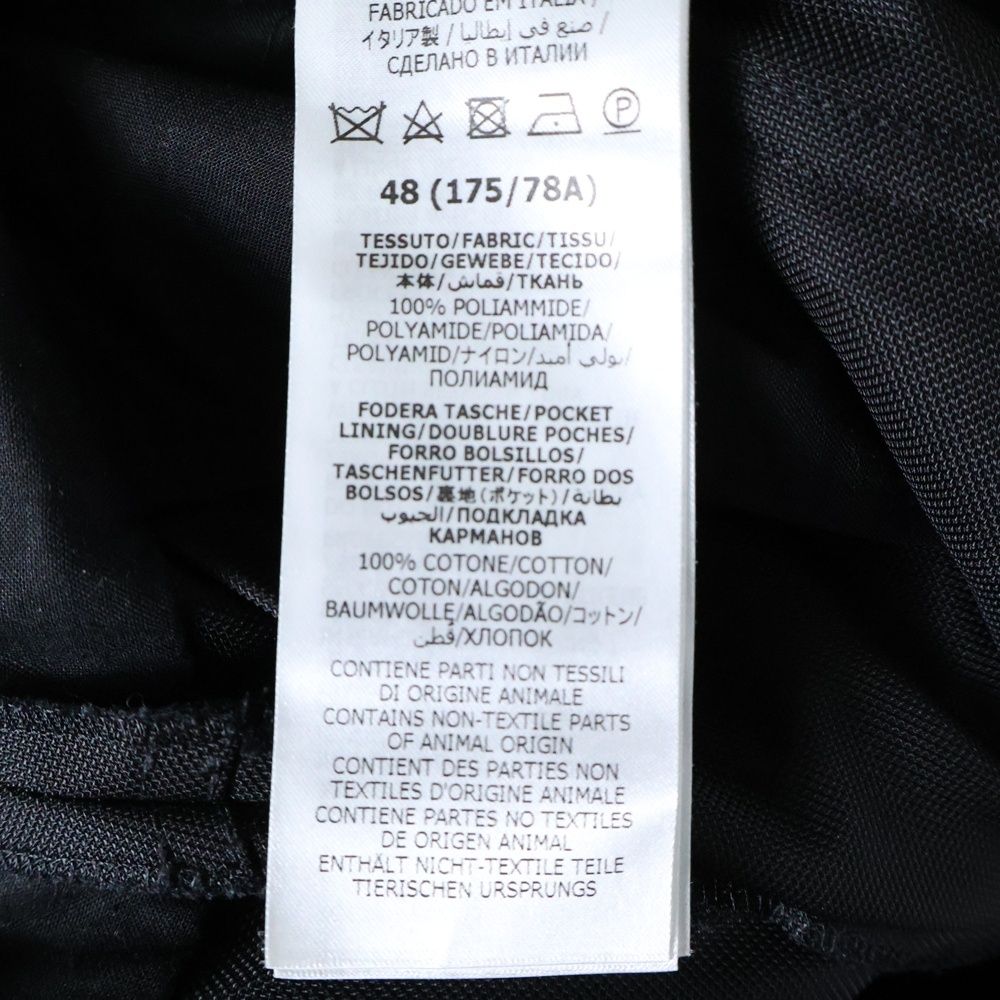 FABRICADO EM ITALIA/
イタリア製 / صنع في إيطاليا /
СДЕЛАНО В ИТАЛИИ
P
48 (175/78A)
TESSUTO/FABRIC/TISSU/
TEJIDO/GEWEBE/TECIDO/
本体/قماش/ТКАНЬ
100% POLIAMMIDE/
POLYAMIDE/POLIAMIDA/
POLYAMID/ナイロン/بولي أميد/
ПОЛИАМИД
FODERA TASCHE/POCKET
LINING/DOUBLURE POCHES/
FORRO BOLSILLOS/
TASCHENFUTTER/FORRO DOS
BOLSOS/裏地(ポケット)/بطانة
الجيوب/ПОДКЛАДКА
КАРМАНОВ
100% COTONE/COTTON/
COTON/ALGODON/
BAUMWOLLE/ALGODÃO/コットン/
قطن/ХЛОПОК
CONTIENE PARTI NON TESSILI
DI ORIGINE ANIMALE
CONTAINS NON-TEXTILE PARTS
OF ANIMAL ORIGIN
CONTIENT DES PARTIES NON
TEXTILES D'ORIGINE ANIMALE
CONTIENE PARTES NO TEXTILES
DE ORIGEN ANIMAL
ENTHÄLT NICHT-TEXTILE TEILE
TIERISCHEN URSPRUNGS